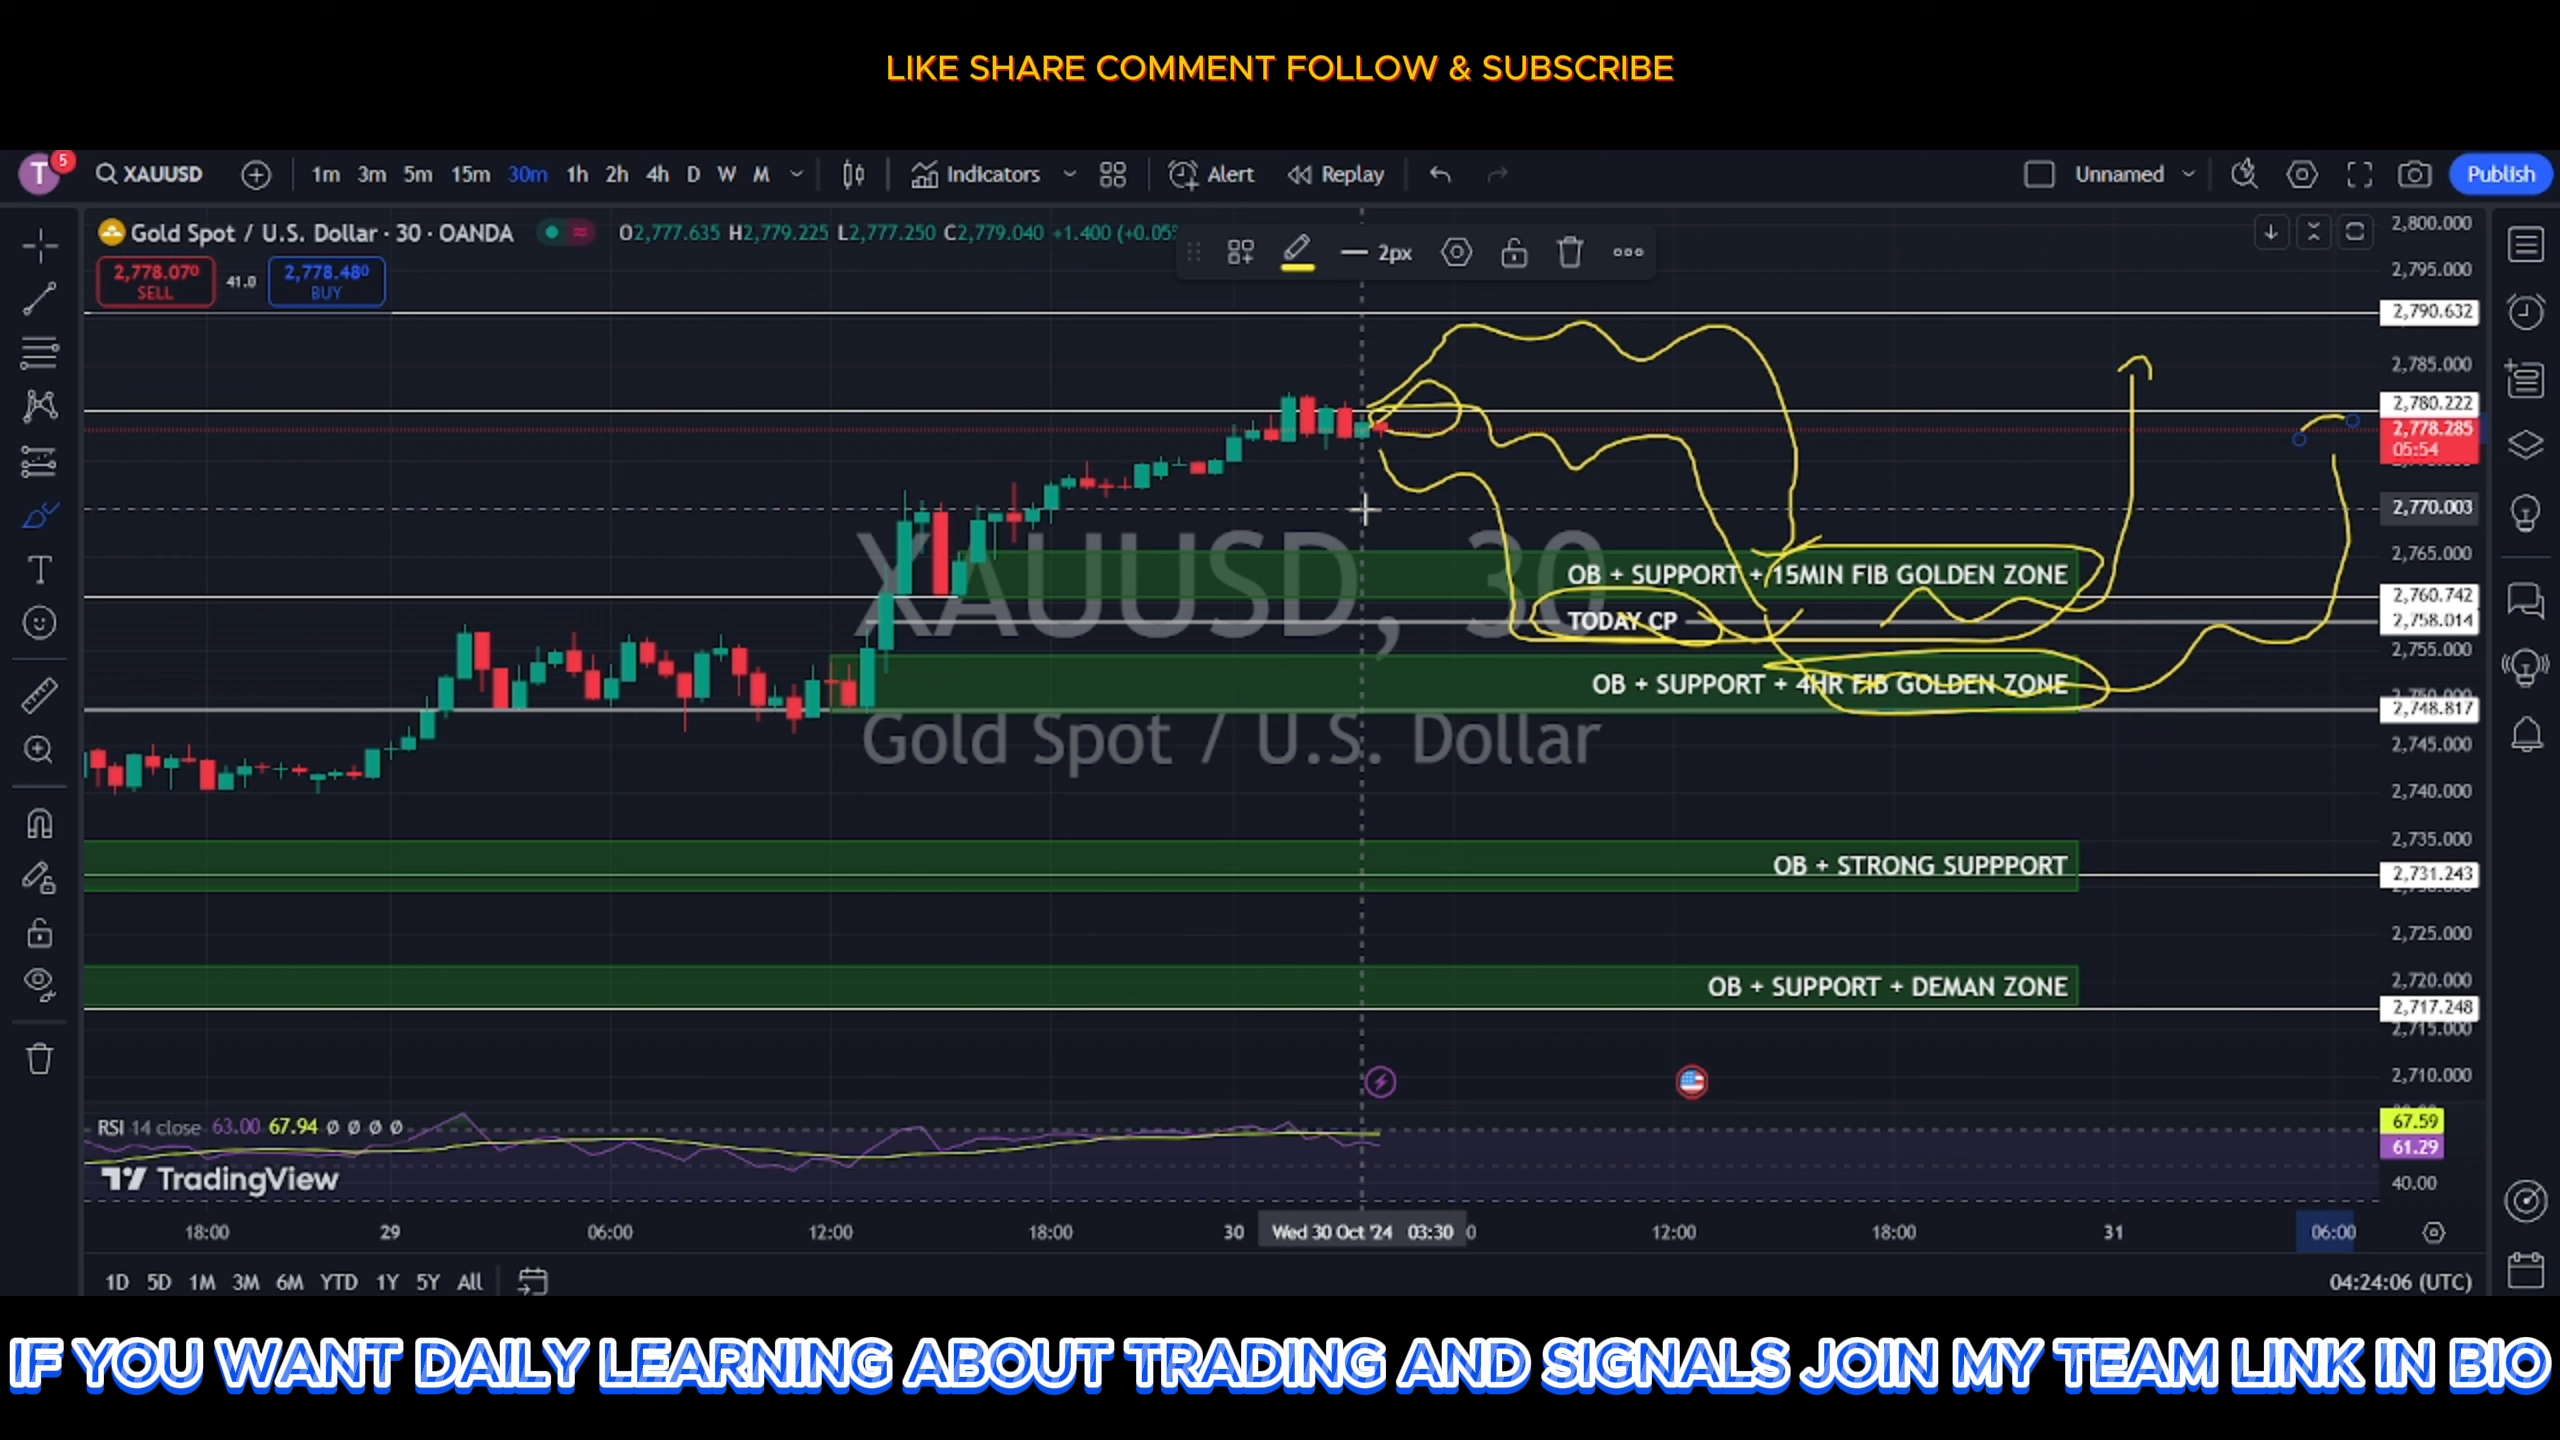 LIKE SHARE COMMENT FOLLOW & SUBSCRIBE
T 5 XAUUSD 1m 3m 5m 15m 30m 1h 2h 4h D W M Indicators Alert Replay Unnamed Publish
Gold Spot / U.S. Dollar · 30 · OANDA O2,777.635 H2,779.225 L2,777.250 C2,779.040 +1.400 (+0.05
2px
2,778.070 SELL 41.0 2,778.480 BUY
2,800.000
2,795.000
2,790.632
2,785.000
2,780.222
2,778.285
05:54
2,770.003
XAUUSD, 30
Gold Spot / U.S. Dollar
2,765.000
OB + SUPPORT + 15MIN FIB GOLDEN ZONE
2,760.742
TODAY CP
2,758.014
2,755.000
OB + SUPPORT + 4HR FIB GOLDEN ZONE
2,748.817
2,745.000
2,740.000
2,735.000
OB + STRONG SUPPPORT
2,731.243
2,725.000
2,720.000
OB + SUPPORT + DEMAN ZONE
2,717.248
2,715.000
2,710.000
RSI 14 close 63.00 67.94 Ø Ø Ø Ø
67.59
61.29
40.00
TradingView
18:00 29 06:00 12:00 18:00 30 Wed 30 Oct '24 03:30 12:00 18:00 31 06:00
1D 5D 1M 3M 6M YTD 1Y 5Y All
04:24:06 (UTC)
IF YOU WANT DAILY LEARNING ABOUT TRADING AND SIGNALS JOIN MY TEAM LINK IN BIO